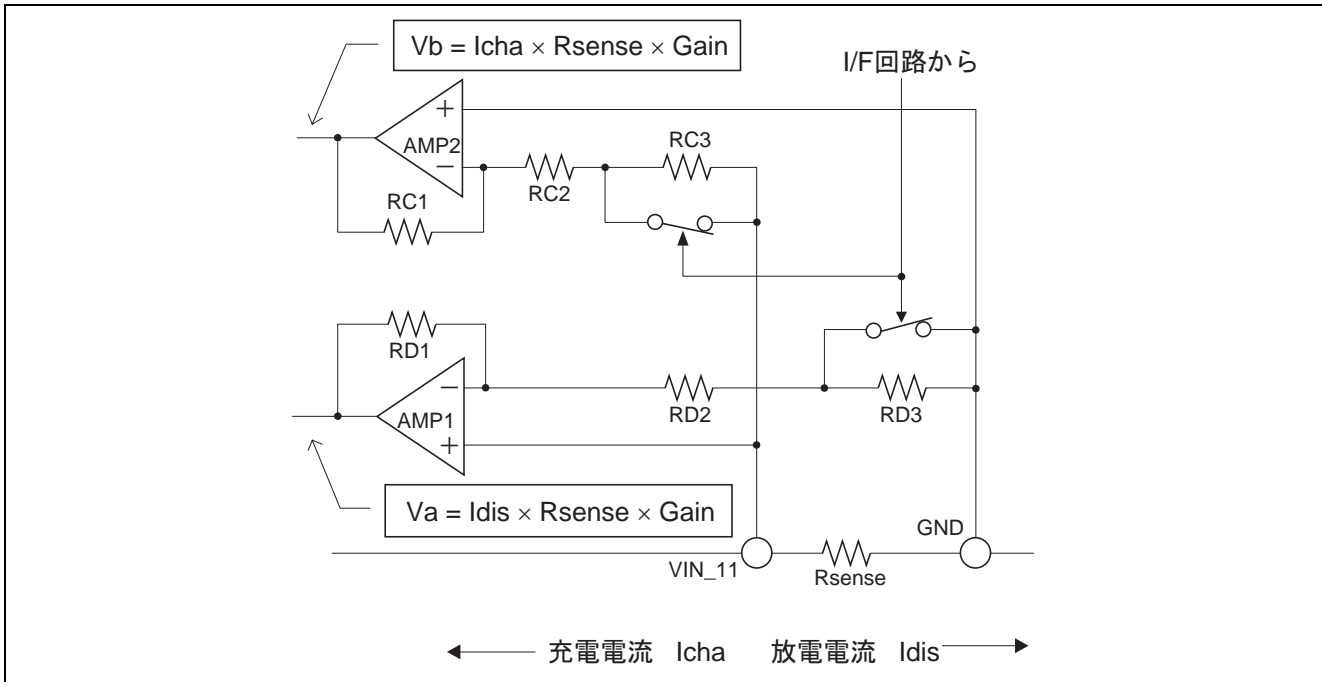 Vb = Icha × Rsense × Gain
I/F回路から
+
AMP2
−
RC3
RC2
RC1
RD1
−
AMP1
+
RD2
RD3
Va = Idis × Rsense × Gain
GND
VIN_11
Rsense
充電電流 Icha 放電電流 Idis